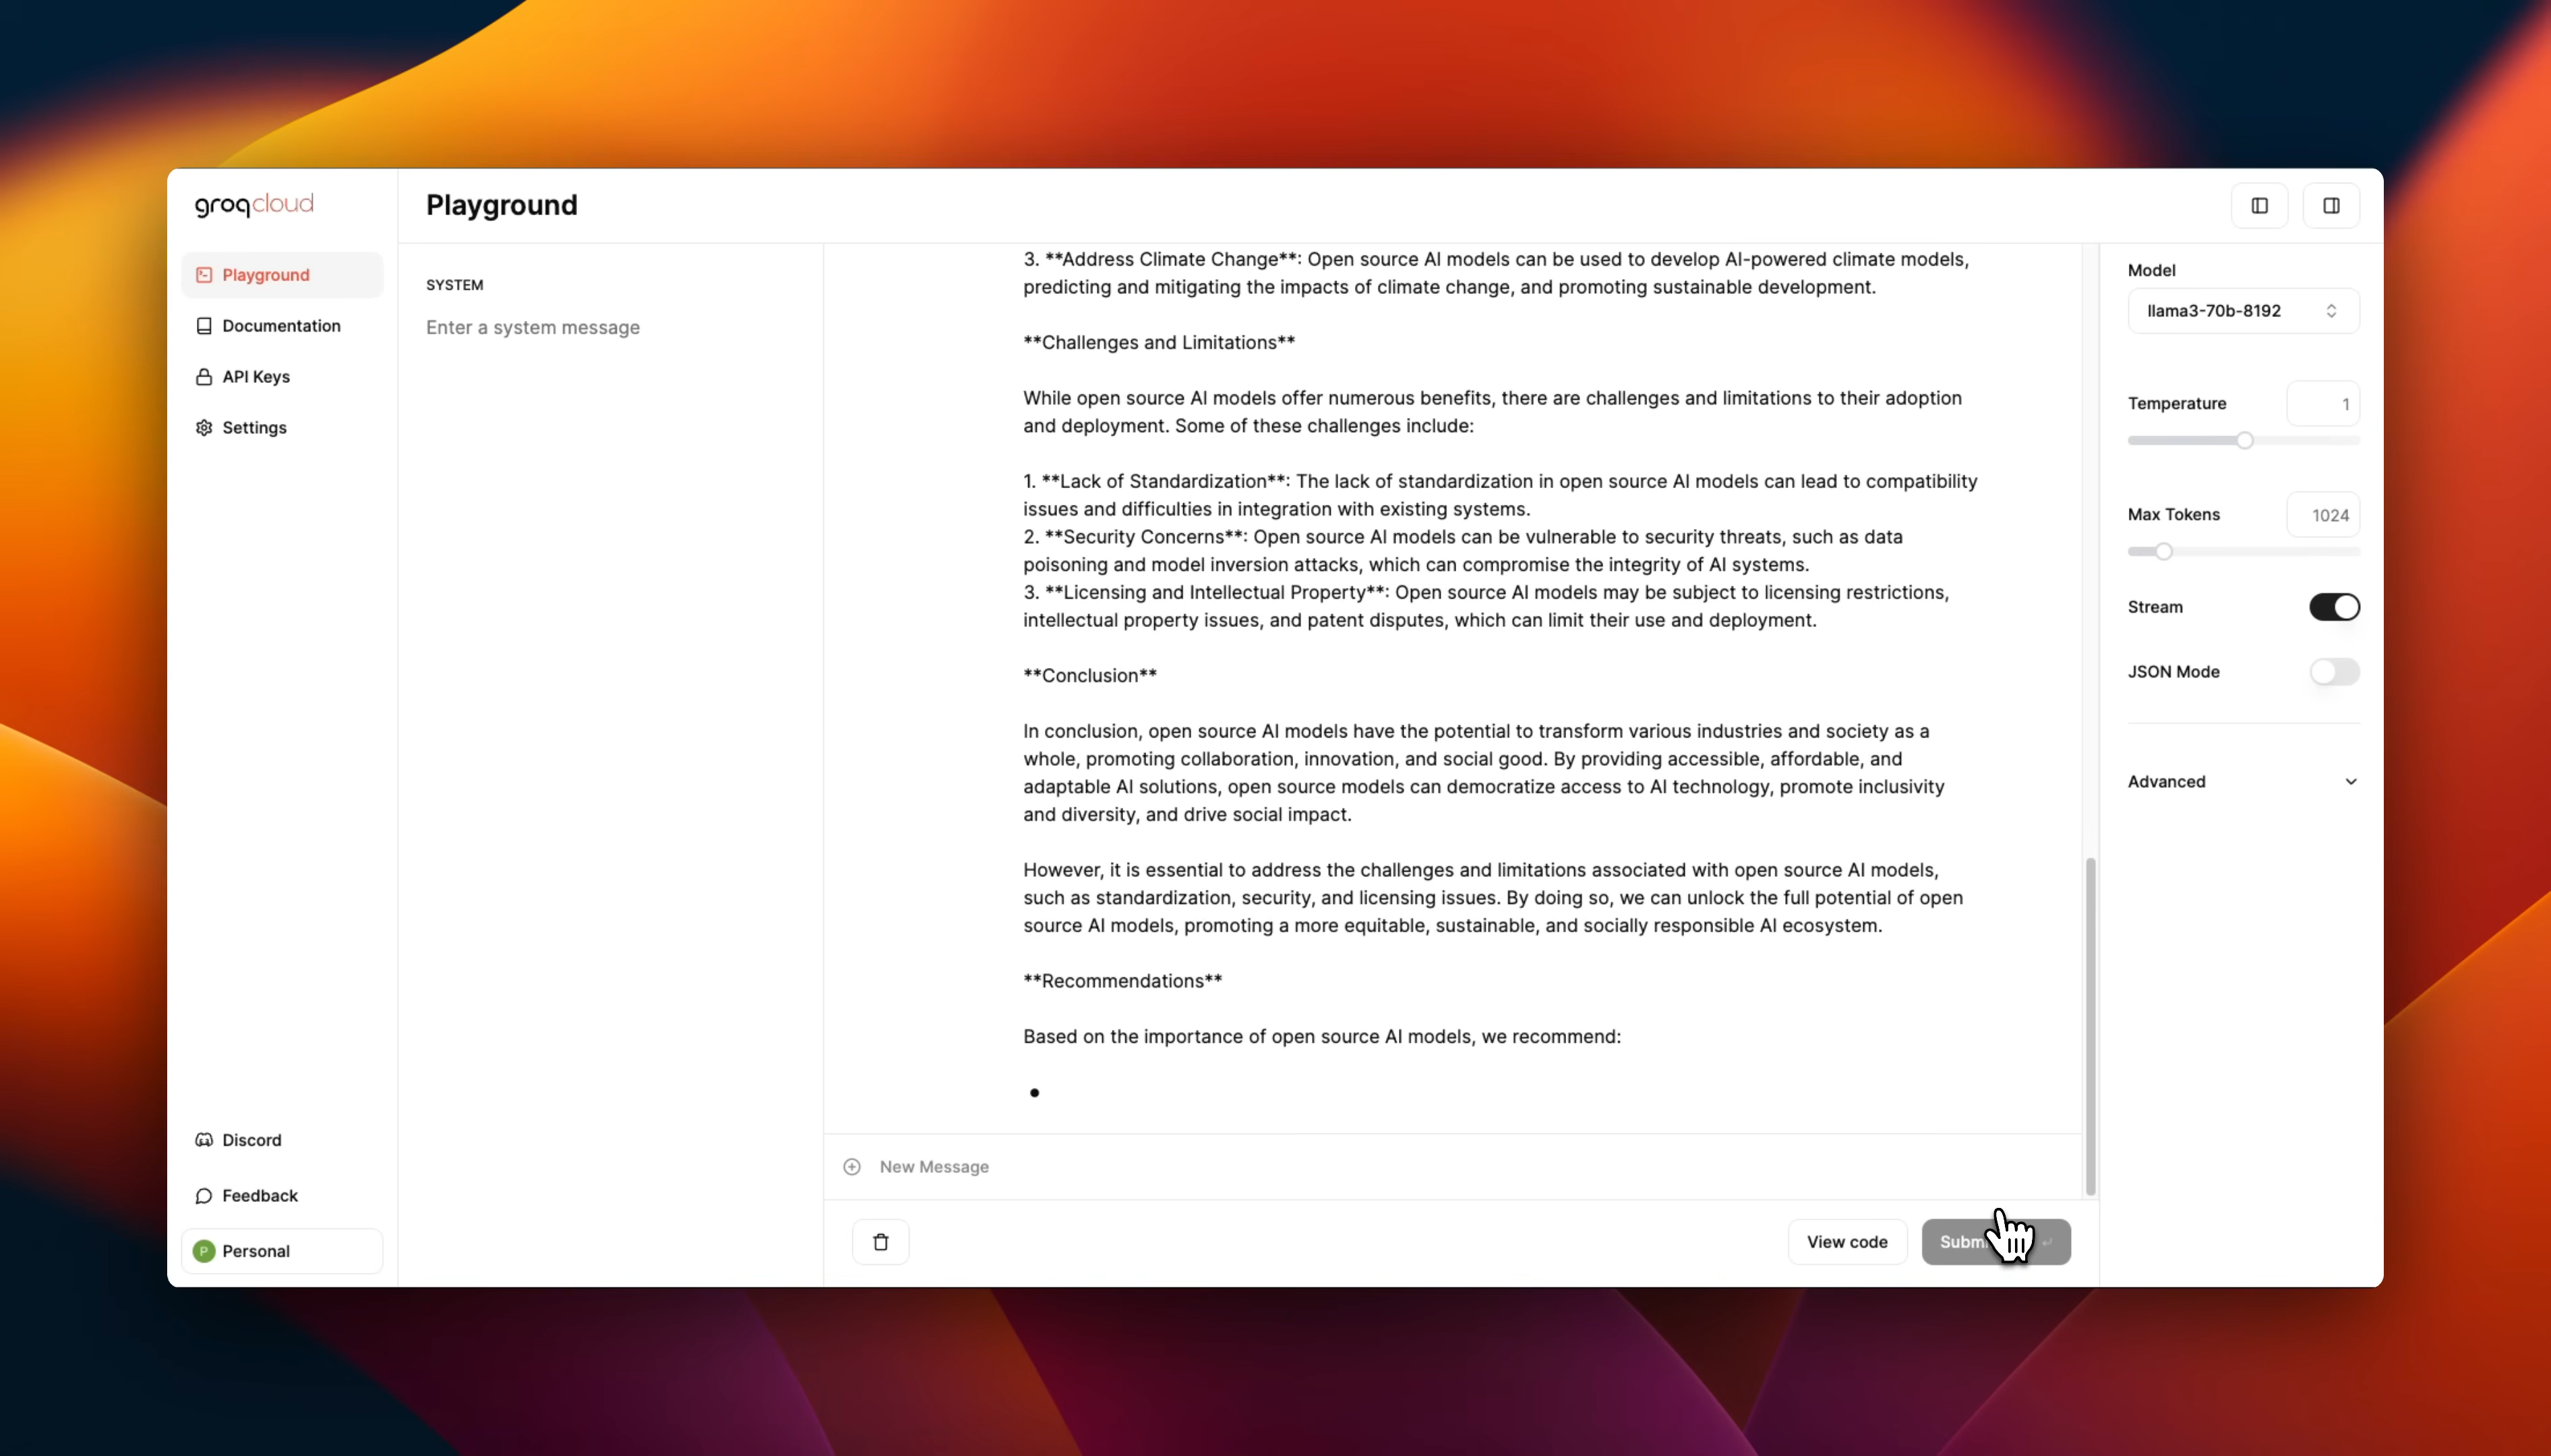 groqcloud
Playground
Playground
Documentation
API Keys
Settings
SYSTEM
Enter a system message
3. **Address Climate Change**: Open source AI models can be used to develop AI-powered climate models,
predicting and mitigating the impacts of climate change, and promoting sustainable development.
**Challenges and Limitations**
While open source AI models offer numerous benefits, there are challenges and limitations to their adoption
and deployment. Some of these challenges include:
1. **Lack of Standardization**: The lack of standardization in open source AI models can lead to compatibility
issues and difficulties in integration with existing systems.
2. **Security Concerns**: Open source AI models can be vulnerable to security threats, such as data
poisoning and model inversion attacks, which can compromise the integrity of AI systems.
3. **Licensing and Intellectual Property**: Open source AI models may be subject to licensing restrictions,
intellectual property issues, and patent disputes, which can limit their use and deployment.
**Conclusion**
In conclusion, open source AI models have the potential to transform various industries and society as a
whole, promoting collaboration, innovation, and social good. By providing accessible, affordable, and
adaptable AI solutions, open source models can democratize access to AI technology, promote inclusivity
and diversity, and drive social impact.
However, it is essential to address the challenges and limitations associated with open source AI models,
such as standardization, security, and licensing issues. By doing so, we can unlock the full potential of open
source AI models, promoting a more equitable, sustainable, and socially responsible AI ecosystem.
**Recommendations**
Based on the importance of open source AI models, we recommend:
New Message
View code
Model
llama3-70b-8192
Temperature
1
Max Tokens
1024
Stream
JSON Mode
Advanced
Discord
Feedback
P Personal